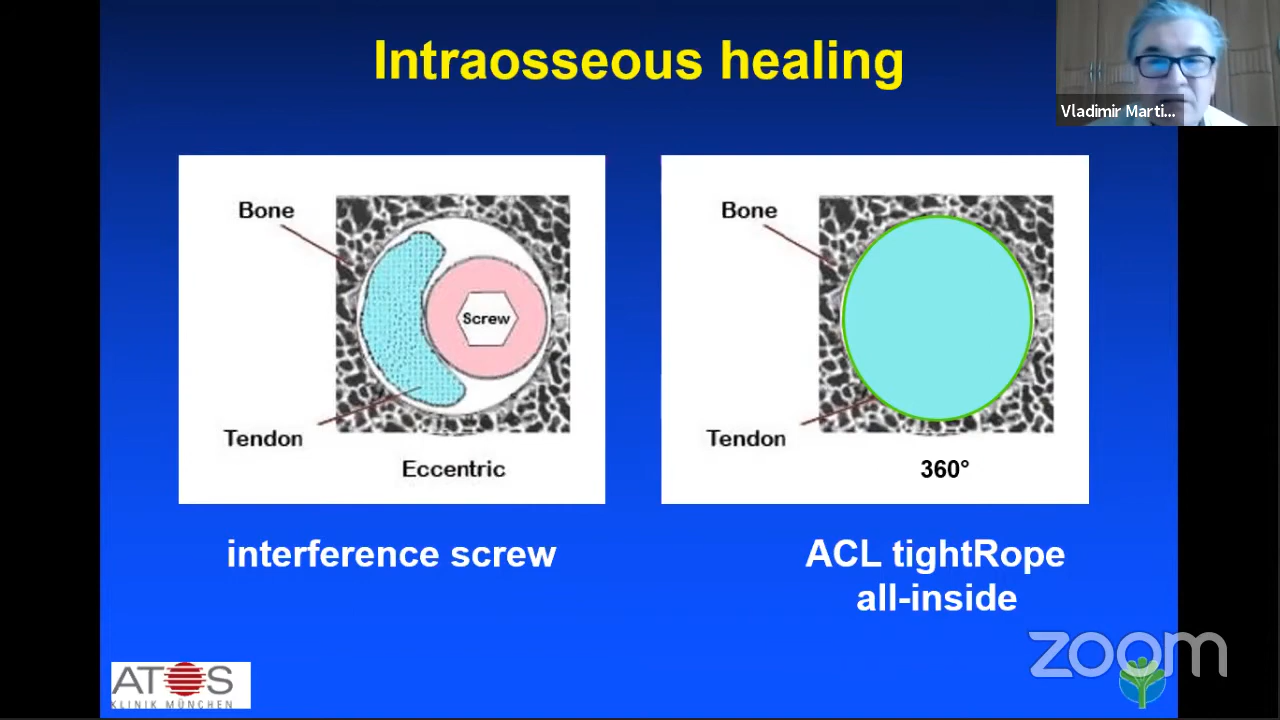 Intraosseous healing
Vladimir Marti...
Bone
Screw
Tendon
Eccentric
Bone
Tendon
360°
interference screw
ACL tightRope
all-inside
ATOS
KLINIK MÜNCHEN
zoom